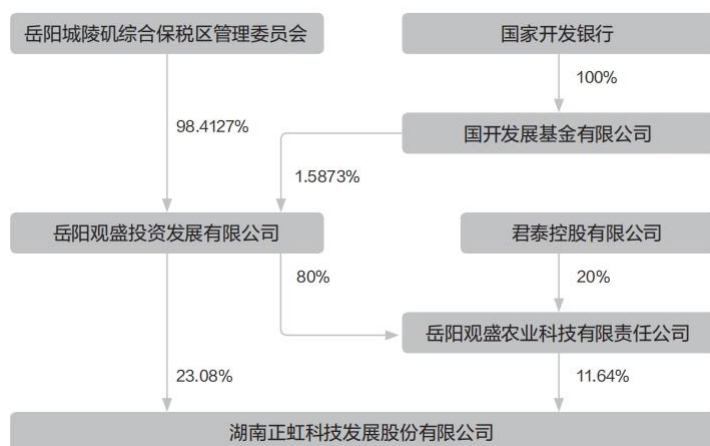 岳阳城陵矶综合保税区管理委员会
国家开发银行
100%
98.4127%
国开发展基金有限公司
1.5873%
岳阳观盛投资发展有限公司
君泰控股有限公司
80%
20%
岳阳观盛农业科技有限责任公司
23.08%
11.64%
湖南正虹科技发展股份有限公司